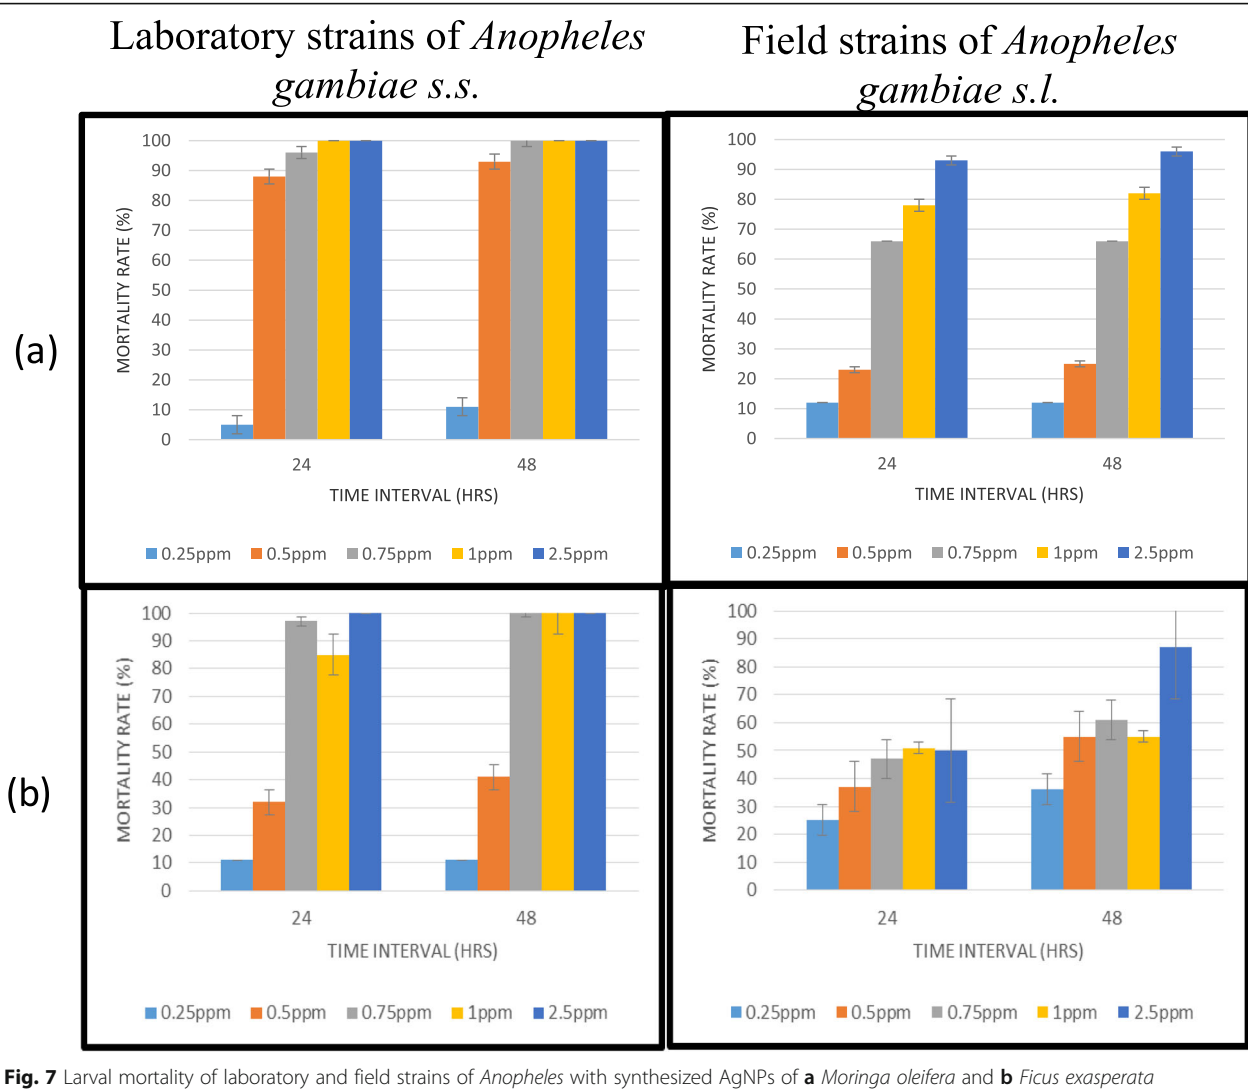 Laboratory strains of Anopheles
gambiae s.s.
Field strains of Anopheles
gambiae s.l.
(a)
MORTALITY RATE (%)
100
90
80
70
60
50
40
30
20
10
0
24
48
TIME INTERVAL (HRS)
0.25ppm 0.5ppm 0.75ppm 1ppm 2.5ppm
MORTALITY RATE (%)
100
90
80
70
60
50
40
30
20
10
0
24
48
TIME INTERVAL (HRS)
0.25ppm 0.5ppm 0.75ppm 1ppm 2.5ppm
(b)
MORTALITY RATE (%)
100
90
80
70
60
50
40
30
20
10
0
24
48
TIME INTERVAL (HRS)
0.25ppm 0.5ppm 0.75ppm 1ppm 2.5ppm
MORTALITY RATE (%)
100
90
80
70
60
50
40
30
20
10
0
24
48
TIME INTERVAL (HRS)
0.25ppm 0.5ppm 0.75ppm 1ppm 2.5ppm
Fig. 7 Larval mortality of laboratory and field strains of Anopheles with synthesized AgNPs of a Moringa oleifera and b Ficus exasperata